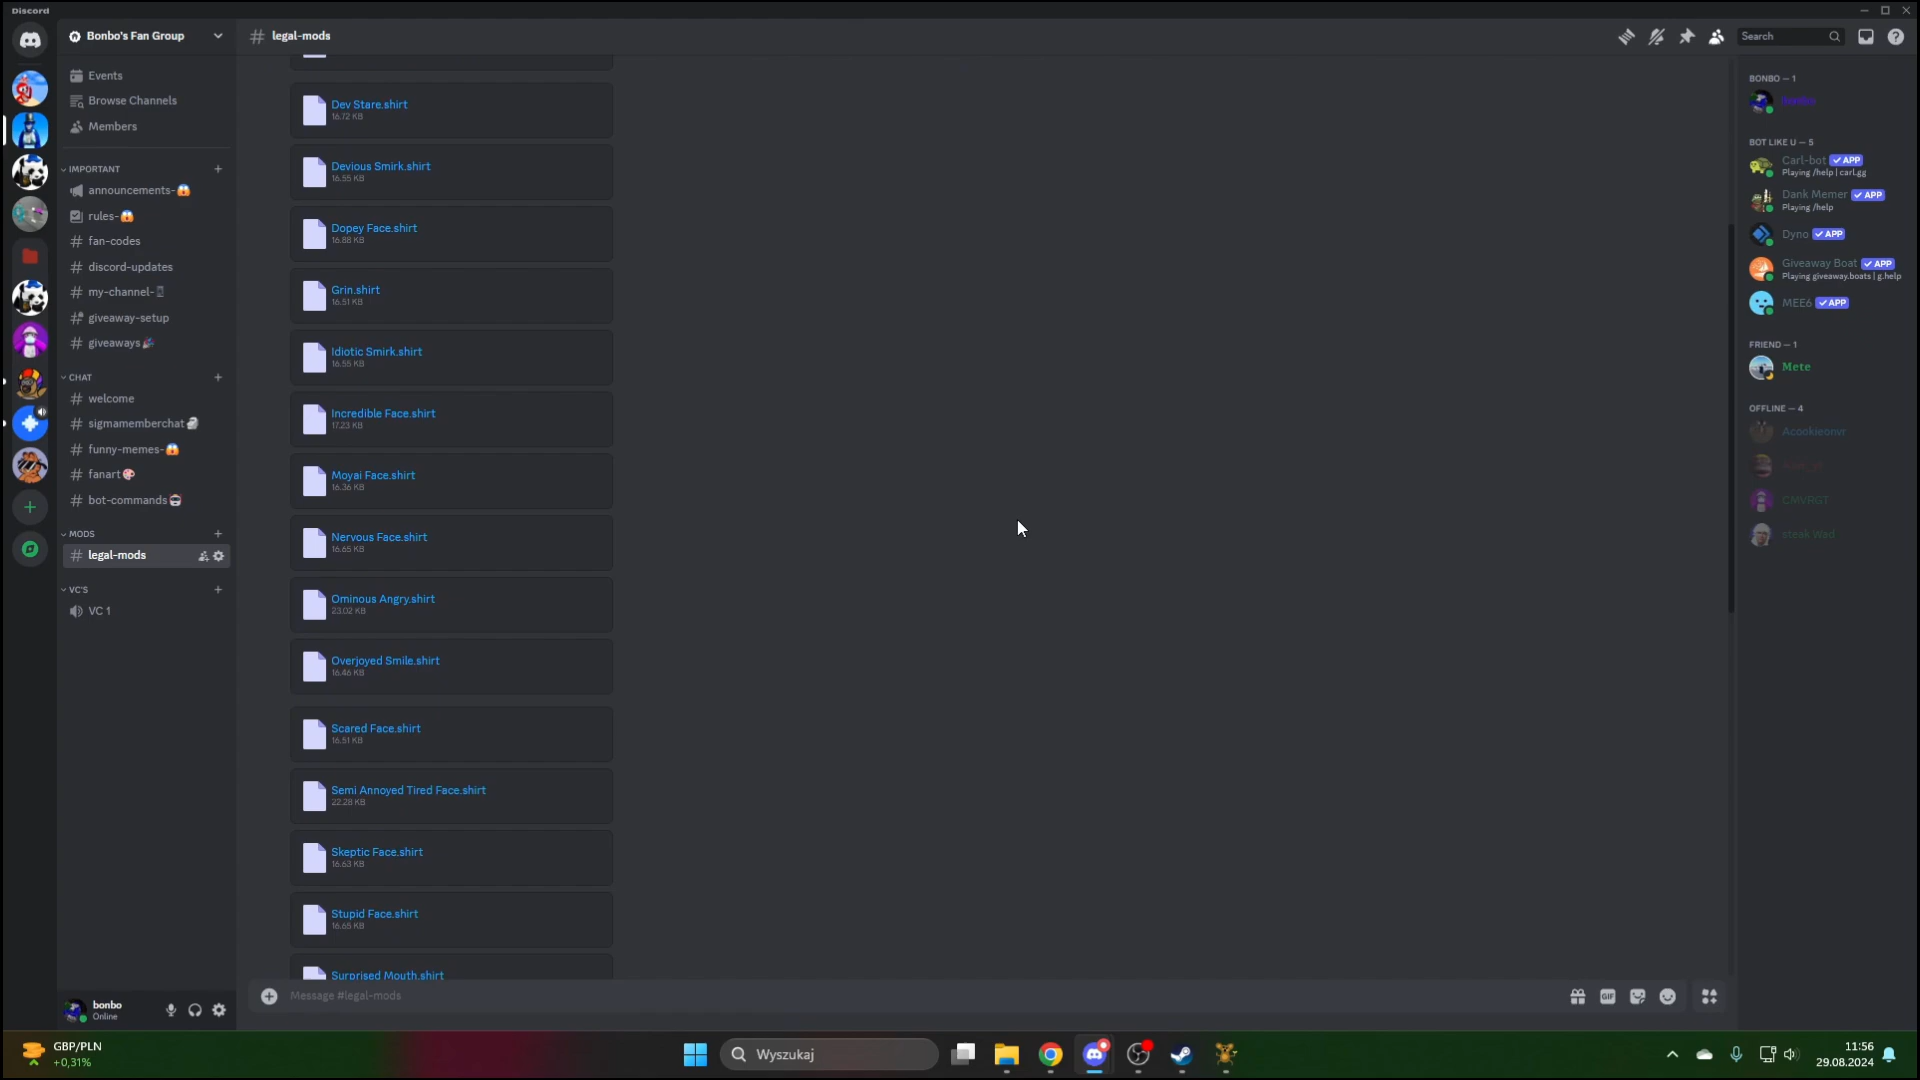 Discord
Bonbo's Fan Group
legal-mods
Search
Events
Browse Channels
Members
IMPORTANT
announcements-
rules-
fan-codes
discord-updates
my-channel-
giveaway-setup
giveaways
CHAT
welcome
sigmamemberchat
funny-memes-
fanart
bot-commands
MODS
legal-mods
VC'S
VC 1
bonbo
Online
Dev Stare.shirt
16.72 KB
Devious Smirk.shirt
16.55 KB
Dopey Face.shirt
16.88 KB
Grin.shirt
16.51 KB
Idiotic Smirk.shirt
16.55 KB
Incredible Face.shirt
17.23 KB
Moyai Face.shirt
16.36 KB
Nervous Face.shirt
16.65 KB
Ominous Angry.shirt
23.02 KB
Overjoyed Smile.shirt
16.46 KB
Scared Face.shirt
16.51 KB
Semi Annoyed Tired Face.shirt
22.28 KB
Skeptic Face.shirt
16.63 KB
Stupid Face.shirt
16.65 KB
Surprised Mouth.shirt
Message #legal-mods
GIF
BONBO — 1
bonbo
BOT LIKE U — 5
Carl-bot APP
Playing /help | carl.gg
Dank Memer APP
Playing /help
Dyno APP
Giveaway Boat APP
Playing giveaway.boats | g.help
MEE6 APP
FRIEND — 1
Mete
OFFLINE — 4
Acookieonvr
CMVRGT
steak Wad
GBP/PLN
+0,31%
Wyszukaj
11:56
29.08.2024